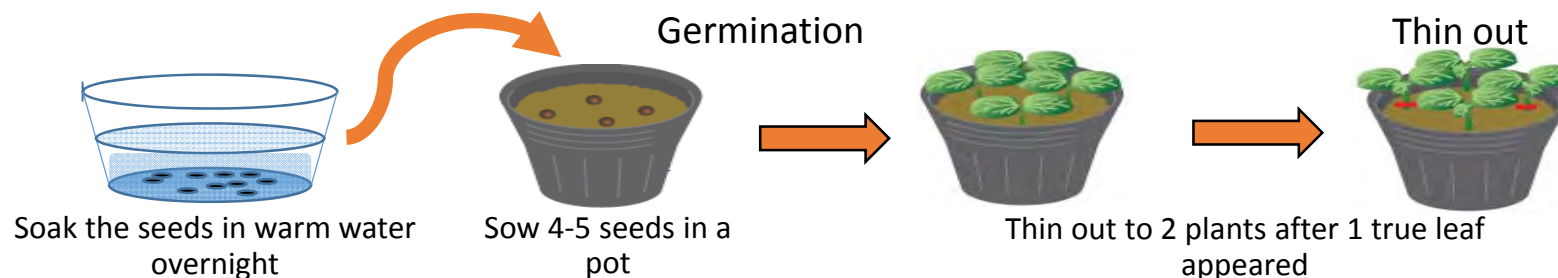 Germination
Thin out
Soak the seeds in warm water
overnight
Sow 4-5 seeds in a
pot
Thin out to 2 plants after 1 true leaf
appeared